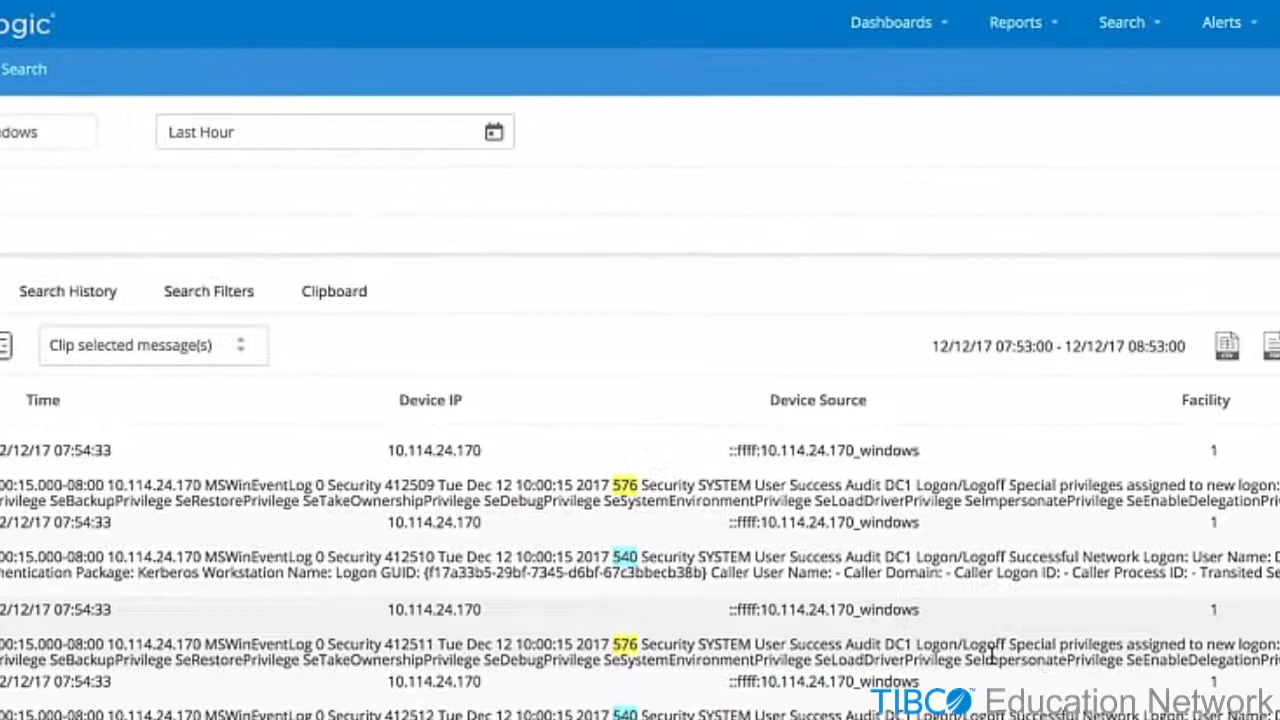 ogic
Dashboards Reports Search Alerts
Search
dows Last Hour
Search History Search Filters Clipboard
Clip selected message(s) 12/12/17 07:53:00 - 12/12/17 08:53:00
Time Device IP Device Source Facility
2/12/17 07:54:33 10.114.24.170 ::ffff:10.114.24.170_windows 1
00:15.000-08:00 10.114.24.170 MSWinEventLog 0 Security 412509 Tue Dec 12 10:00:15 2017 576 Security SYSTEM User Success Audit DC1 Logon/Logoff Special privileges assigned to new logon:
rivilege SeBackupPrivilege SeRestorePrivilege SeTakeOwnershipPrivilege SeDebugPrivilege SeSystemEnvironmentPrivilege SeLoadDriverPrivilege SeImpersonatePrivilege SeEnableDelegationPri
2/12/17 07:54:33 10.114.24.170 ::ffff:10.114.24.170_windows 1
00:15.000-08:00 10.114.24.170 MSWinEventLog 0 Security 412510 Tue Dec 12 10:00:15 2017 540 Security SYSTEM User Success Audit DC1 Logon/Logoff Successful Network Logon: User Name: D
hentication Package: Kerberos Workstation Name: Logon GUID: {f17a33b5-29bf-7345-d6bf-67c3bbecb38b} Caller User Name: - Caller Domain: - Caller Logon ID: - Caller Process ID: - Transited Se
2/12/17 07:54:33 10.114.24.170 ::ffff:10.114.24.170_windows 1
00:15.000-08:00 10.114.24.170 MSWinEventLog 0 Security 412511 Tue Dec 12 10:00:15 2017 576 Security SYSTEM User Success Audit DC1 Logon/Logoff Special privileges assigned to new logon:
rivilege SeBackupPrivilege SeRestorePrivilege SeTakeOwnershipPrivilege SeDebugPrivilege SeSystemEnvironmentPrivilege SeLoadDriverPrivilege SeImpersonatePrivilege SeEnableDelegationPri
2/12/17 07:54:33 10.114.24.170 ::ffff:10.114.24.170_windows 1
00:15.000-08:00 10.114.24.170 MSWinEventLog 0 Security 412512 Tue Dec 12 10:00:15 2017 540 Security SYSTEM User Success Audit
TIBCO Education Network.